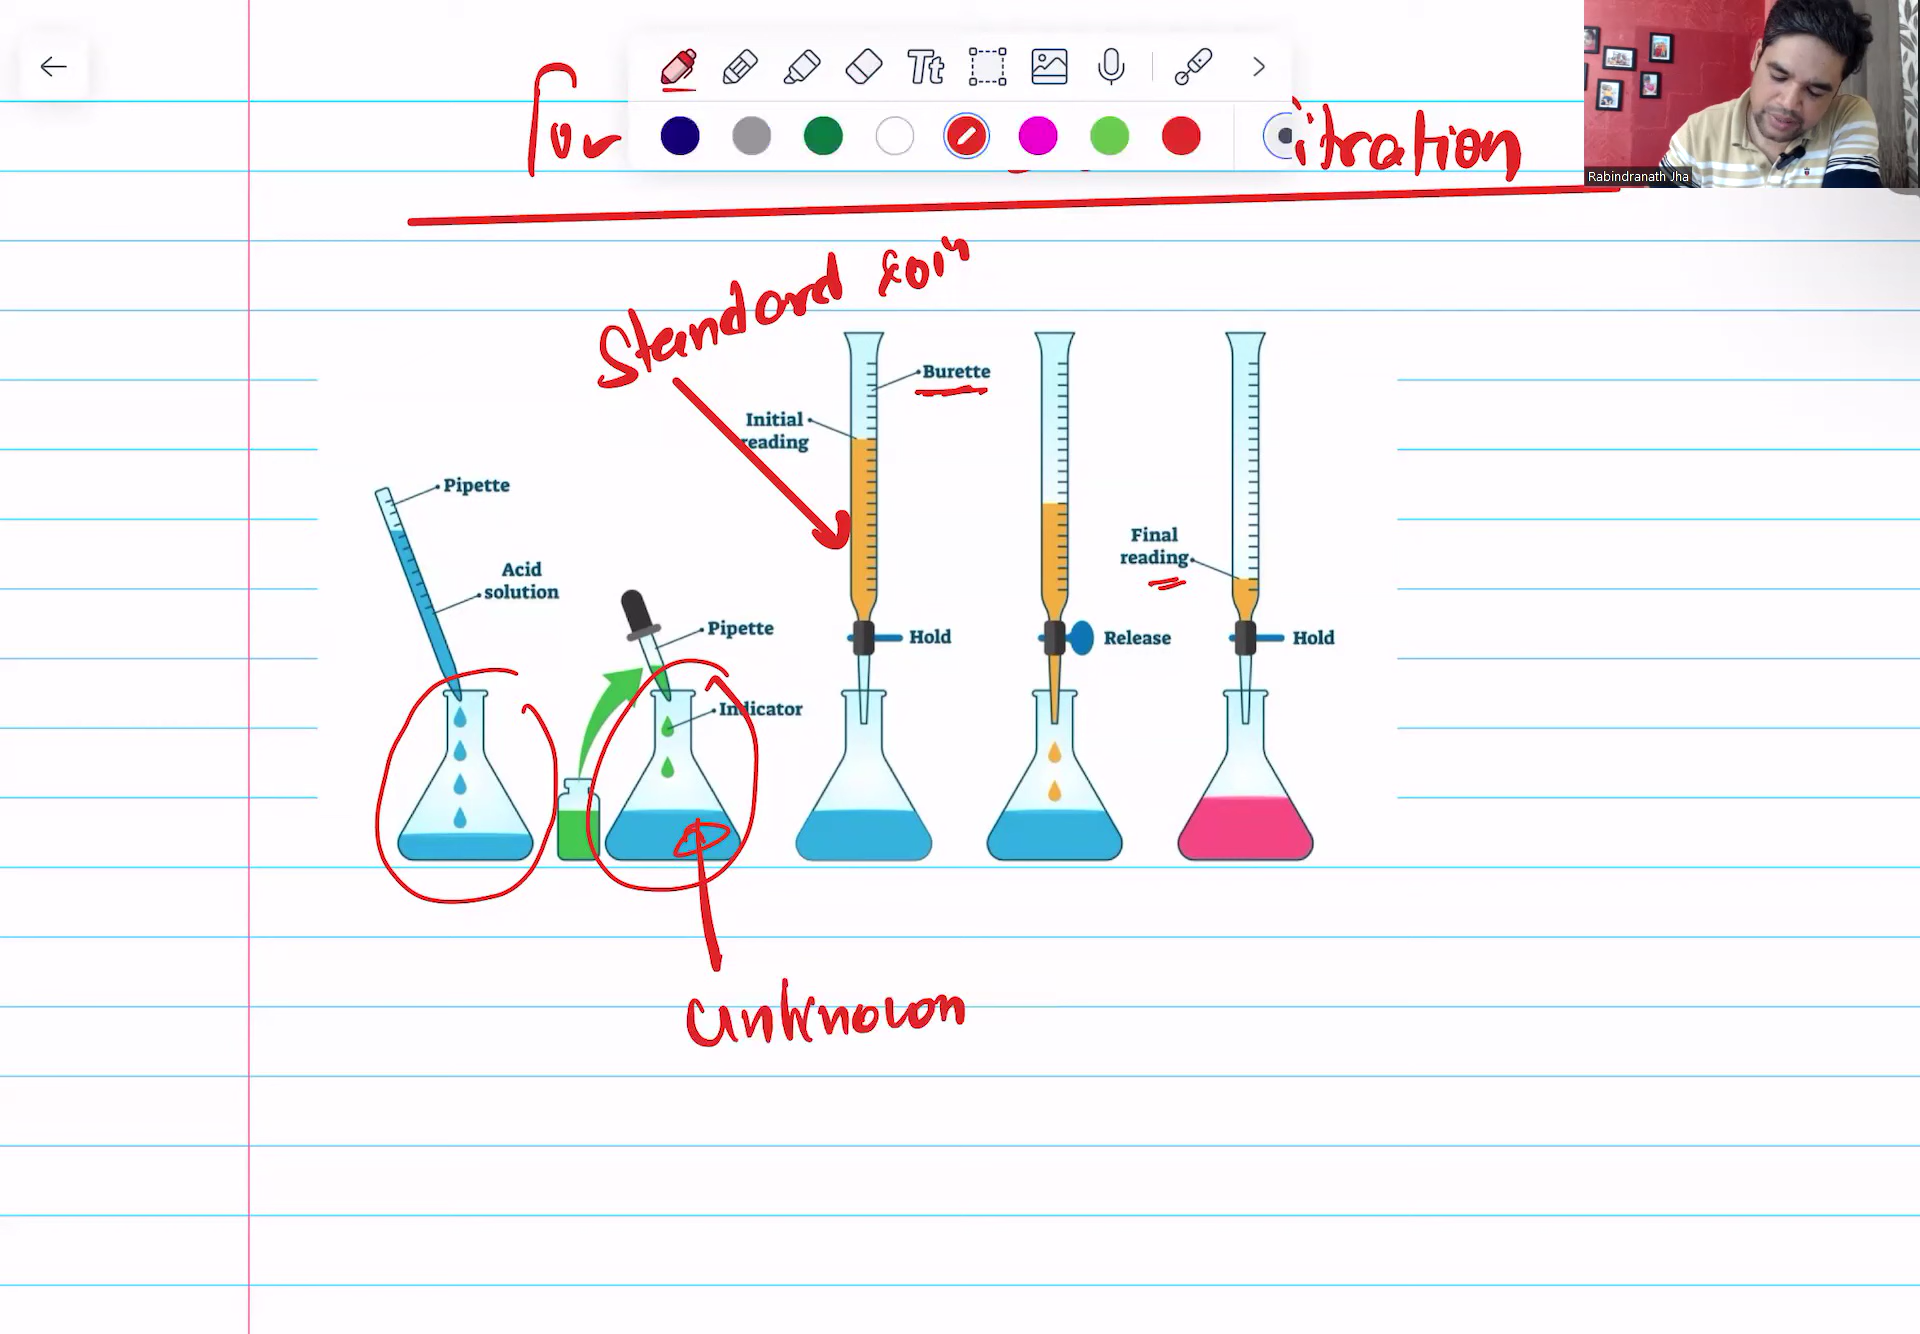 Tt
For
itration
Rabindranath Jha
Standard soln
Burette
Initial
reading
Pipette
Final
reading
Acid
solution
Pipette
Hold
Release
Hold
Indicator
unknown